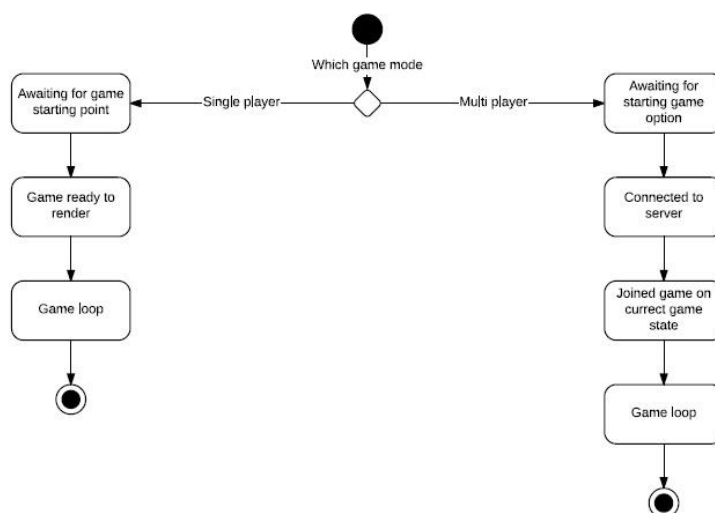 Which game mode
Awaiting for game
starting point
Single player
Multi player
Awaiting for
starting game
option
Game ready to
render
Connected to
server
Game loop
Joined game on
currect game
state
Game loop